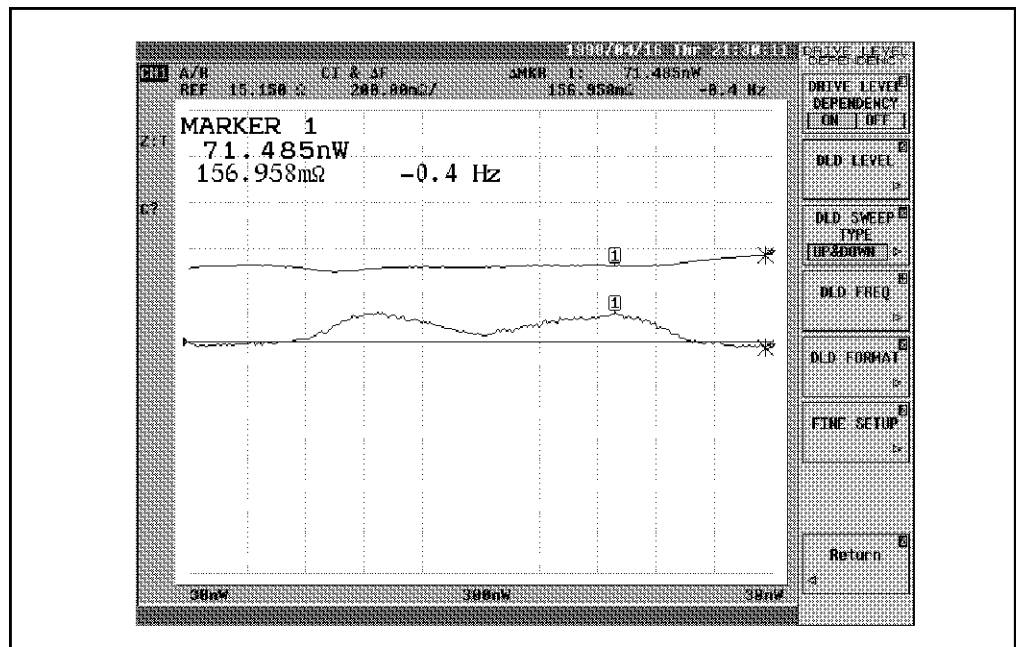 1998/04/16 Thr 21:30:11
CH1 A/R CI & ΔF ΔMKR 1: 71.485nW
REF 15.150 Ω 200.00mΩ/ 156.958mΩ -0.4 Hz
MARKER 1
71.485nW
156.958mΩ -0.4 Hz
Z:T
C?
1
1
30nW 300nW 30nW
DRIVE LEVEL
DEPENDENCY
DRIVE LEVEL
DEPENDENCY
[ ON ] OFF ]
DLD LEVEL
DLD SWEEP
TYPE
[UP&DOWN]
DLD FREQ
DLD FORMAT
FINE SETUP
Return